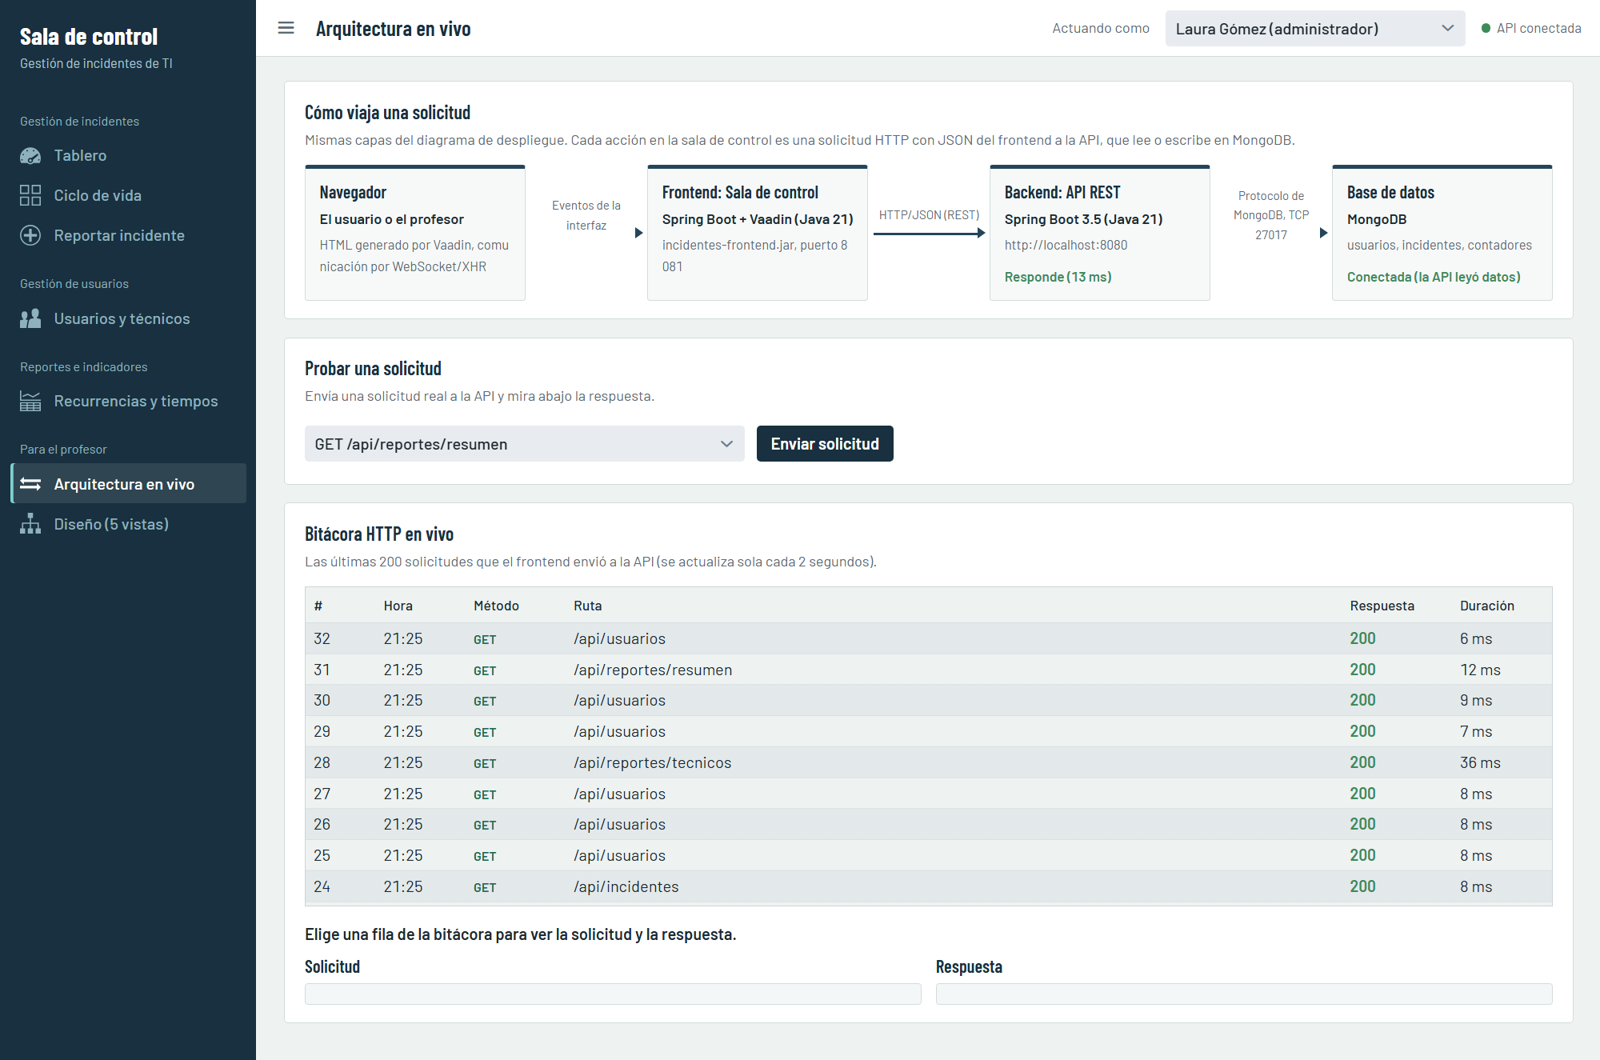 Sala de control
Gestión de incidentes de TI
Gestión de incidentes
Tablero
Ciclo de vida
Reportar incidente
Gestión de usuarios
Usuarios y técnicos
Reportes e indicadores
Recurrencias y tiempos
Para el profesor
Arquitectura en vivo
Diseño (5 vistas)
Arquitectura en vivo
Actuando como
Laura Gómez (administrador)
API conectada
Cómo viaja una solicitud
Mismas capas del diagrama de despliegue. Cada acción en la sala de control es una solicitud HTTP con JSON del frontend a la API, que lee o escribe en MongoDB.
Navegador
El usuario o el profesor
HTML generado por Vaadin, comu
nicación por WebSocket/XHR
Eventos de la
interfaz
Frontend: Sala de control
Spring Boot + Vaadin (Java 21)
incidentes-frontend.jar, puerto 8
081
HTTP/JSON (REST)
Backend: API REST
Spring Boot 3.5 (Java 21)
http://localhost:8080
Responde (13 ms)
Protocolo de
MongoDB, TCP
27017
Base de datos
MongoDB
usuarios, incidentes, contadores
Conectada (la API leyó datos)
Probar una solicitud
Envía una solicitud real a la API y mira abajo la respuesta.
GET /api/reportes/resumen
Enviar solicitud
Bitácora HTTP en vivo
Las últimas 200 solicitudes que el frontend envió a la API (se actualiza sola cada 2 segundos).
# Hora Método Ruta Respuesta Duración
32 21:25 GET /api/usuarios 200 6 ms
31 21:25 GET /api/reportes/resumen 200 12 ms
30 21:25 GET /api/usuarios 200 9 ms
29 21:25 GET /api/usuarios 200 7 ms
28 21:25 GET /api/reportes/tecnicos 200 36 ms
27 21:25 GET /api/usuarios 200 8 ms
26 21:25 GET /api/usuarios 200 8 ms
25 21:25 GET /api/usuarios 200 8 ms
24 21:25 GET /api/incidentes 200 8 ms
Elige una fila de la bitácora para ver la solicitud y la respuesta.
Solicitud
Respuesta